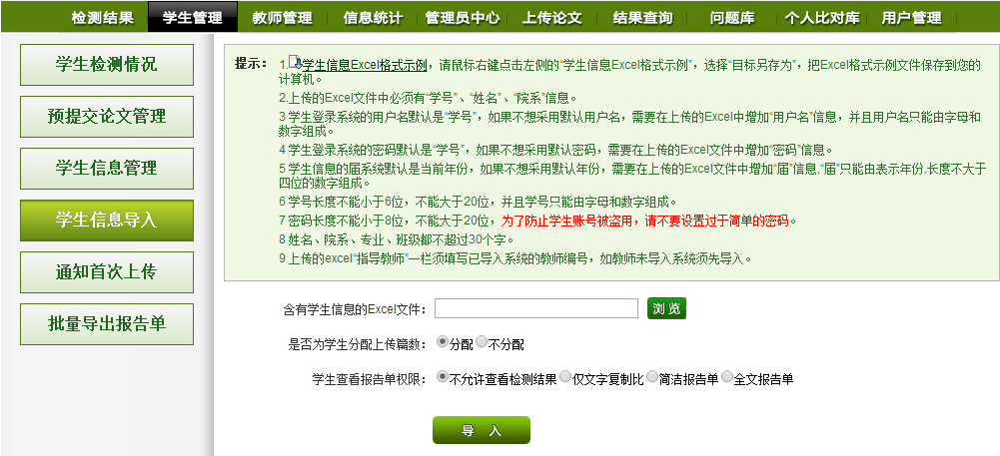 检测结果 学生管理 教师管理 信息统计 管理员中心 上传论文 结果查询 问题库 个人比对库 用户管理
学生检测情况
预提交论文管理
学生信息管理
学生信息导入
通知首次上传
批量导出报告单
提示：
1.学生信息Excel格式示例，请鼠标右键点击左侧的“学生信息Excel格式示例”，选择“目标另存为”，把Excel格式示例文件保存到您的
计算机。
2.上传的Excel文件中必须有“学号”、“姓名”、“院系”信息。
3 学生登录系统的用户名默认是“学号”，如果不想采用默认用户名，需要在上传的Excel中增加“用户名”信息，并且用户名只能由字母和
数字组成。
4 学生登录系统的密码默认是“学号”，如果不想采用默认密码，需要在上传的Excel文件中增加“密码”信息。
5 学生信息的届系统默认是当前年份，如果不想采用默认年份，需要在上传的Excel文件中增加“届”信息,“届”只能由表示年份,长度不大于
四位的数字组成。
6 学号长度不能小于6位，不能大于20位，并且学号只能由字母和数字组成。
7 密码长度不能小于8位，不能大于20位，为了防止学生账号被盗用，请不要设置过于简单的密码。
8 姓名、院系、专业、班级都不超过30个字。
9 上传的excel“指导教师”一栏须填写已导入系统的教师编号，如教师未导入系统须先导入。
含有学生信息的Excel文件： 浏览
是否为学生分配上传篇数： 分配 不分配
学生查看报告单权限： 不允许查看检测结果 仅文字复制比 简洁报告单 全文报告单
导 入